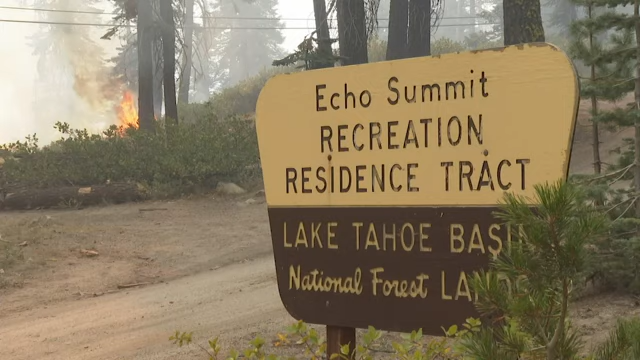 Echo Summit
RECREATION
RESIDENCE TRACT
LAKE TAHOE BASIN
National Forest LANDS